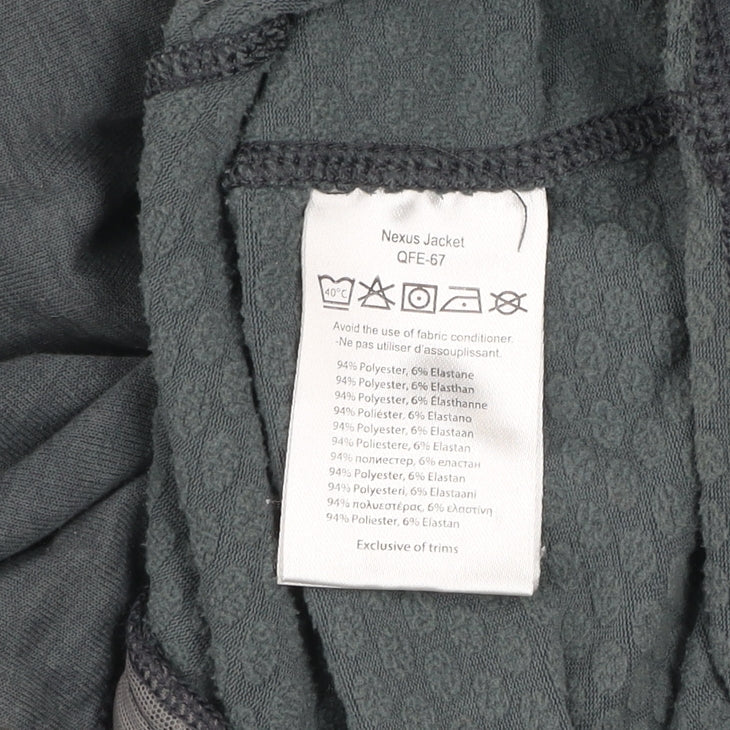 Nexus Jacket
QFE-67
40°C
Avoid the use of fabric conditioner.
-Ne pas utiliser d'assouplissant.
94% Polyester, 6% Elastane
94% Polyester, 6% Elasthan
94% Polyester, 6% Élasthanne
94% Poliéster, 6% Elastano
94% Polyester, 6% Elastaan
94% Poliestere, 6% Elastan
94% полиестер, 6% еластан
94% Polyester, 6% Elastan
94% Polyesteri, 6% Elastaani
94% πολυεστέρας, 6% ελαστίνη
94% Poliester, 6% Elastan
Exclusive of trims